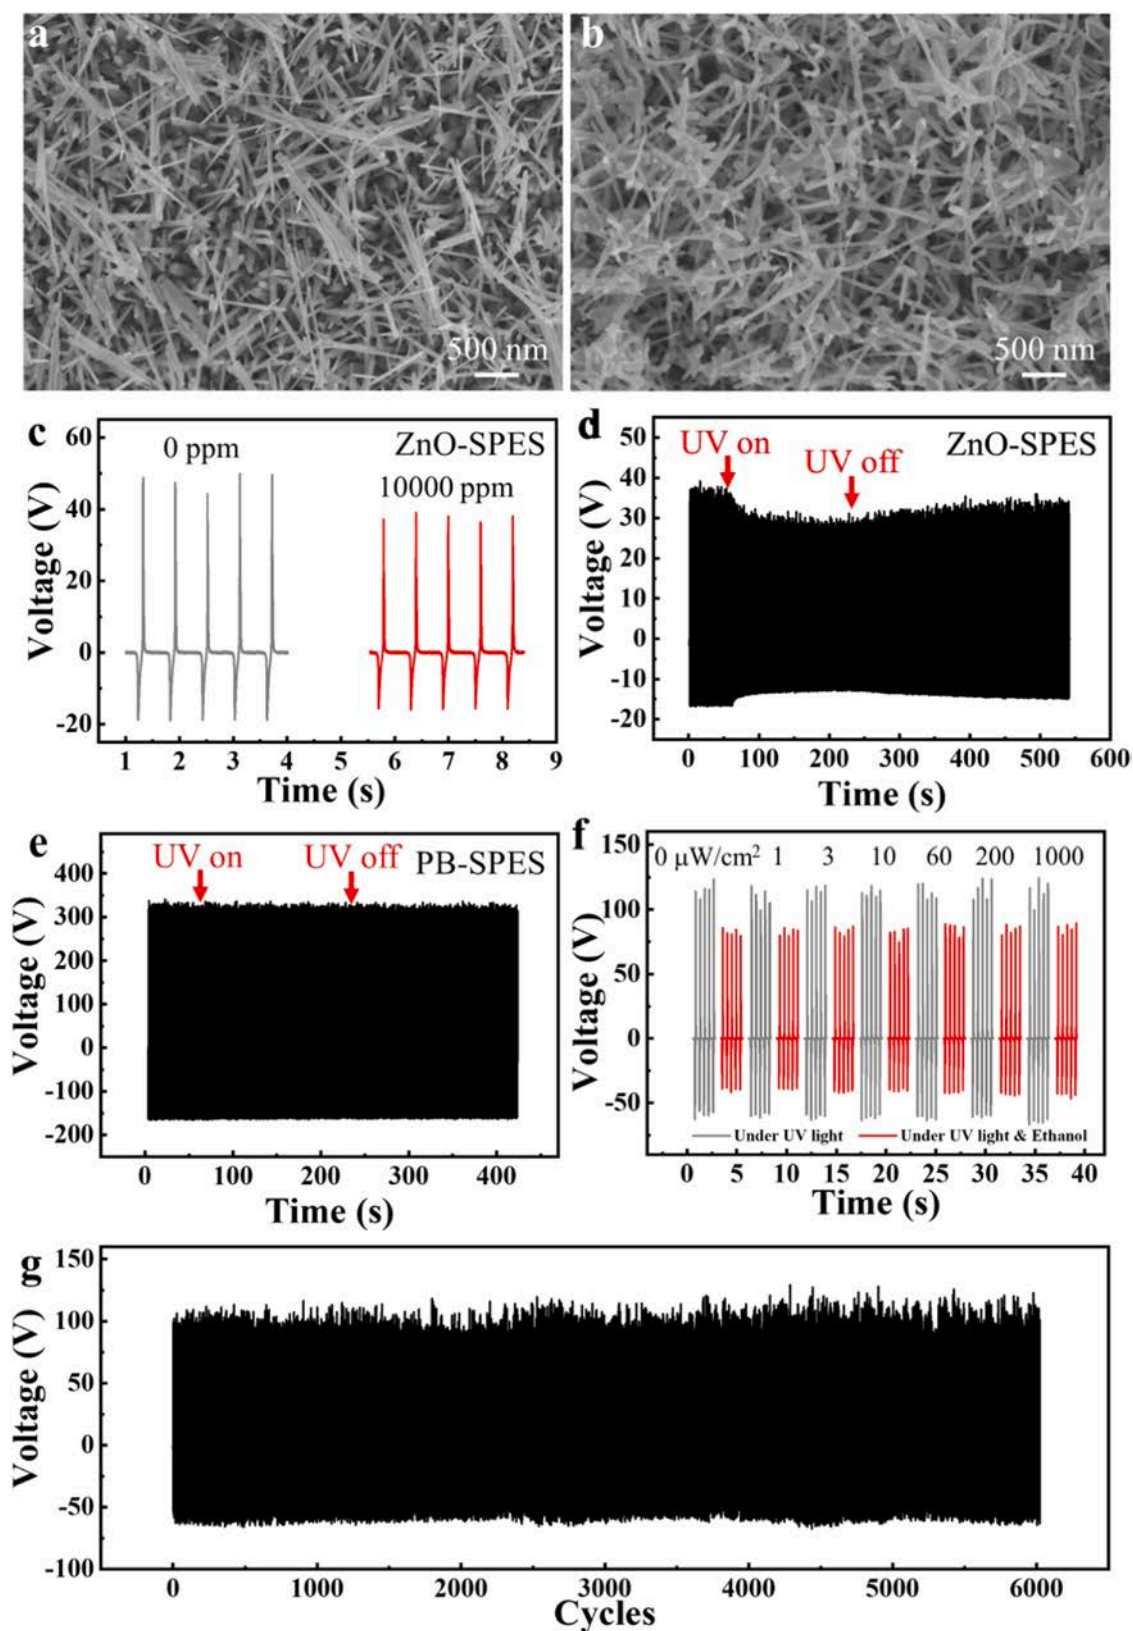 a
b
500 nm
500 nm
c
0 ppm
ZnO-SPES
10000 ppm
60
40
20
0
-20
Voltage (V)
1 2 3 4 5 6 7 8 9
Time (s)
d
UV on
UV off
ZnO-SPES
50
40
30
20
10
0
-10
-20
Voltage (V)
0 100 200 300 400 500 600
Time (s)
e
UV on
UV off
PB-SPES
400
300
200
100
0
-100
-200
Voltage (V)
0 100 200 300 400
Time (s)
f
150
0 μW/cm² 1 3 10 60 200 1000
100
50
0
-50
Voltage (V)
Under UV light
Under UV light & Ethanol
0 5 10 15 20 25 30 35 40
Time (s)
g
150
100
50
0
-50
-100
Voltage (V)
0 1000 2000 3000 4000 5000 6000
Cycles